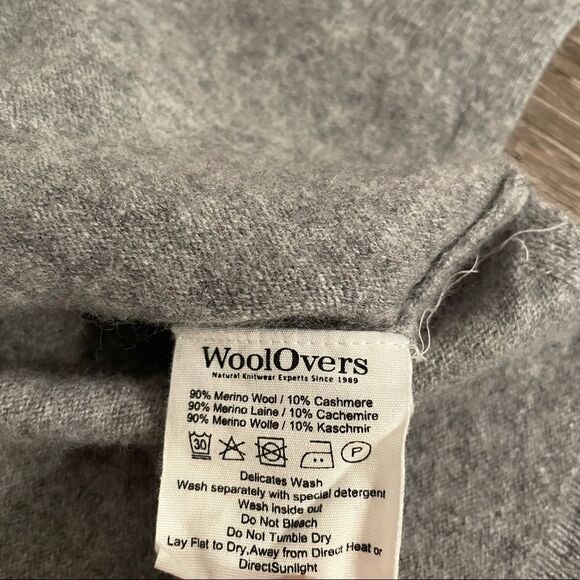 WoolOvers
Natural Knitwear Experts Since 1989
90% Merino Wool / 10% Cashmere
90% Merino Laine / 10% Cachemire
90% Merino Wolle / 10% Kaschmir
30 P
Delicates Wash
Wash separately with special detergent
Wash inside out
Do Not Bleach
Do Not Tumble Dry
Lay Flat to Dry,Away from Direct Heat or
DirectSunlight